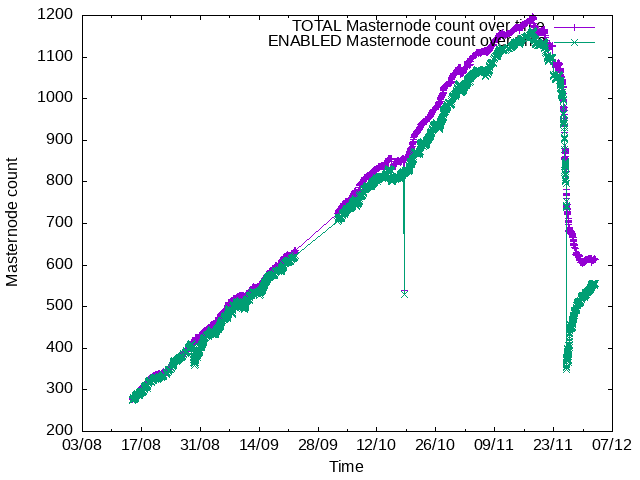 1200
1100
1000
900
800
700
600
500
400
300
200
03/08 17/08 31/08 14/09 28/09 12/10 26/10 09/11 23/11 07/12
Masternode count
Time
TOTAL Masternode count over time
ENABLED Masternode count over